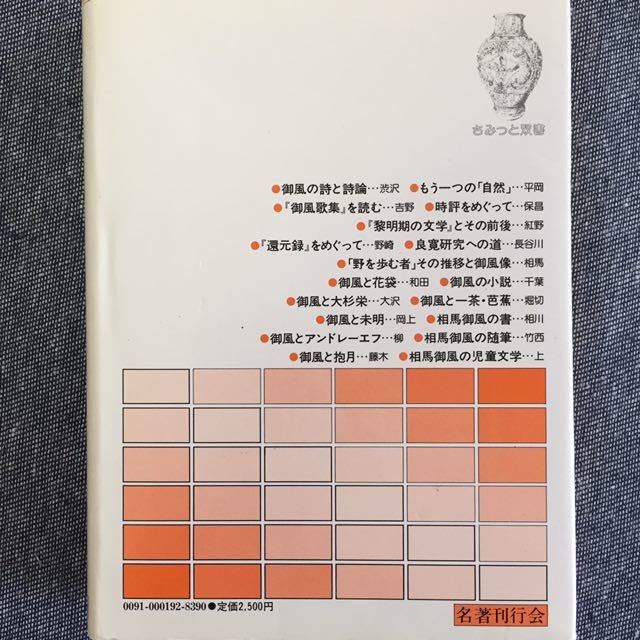 さみっと双書
●御風の詩と詩論…渋沢 ●もう一つの「自然」…平岡
●『御風歌集』を読む…吉野 ●時評をめぐって…保昌
●『黎明期の文学』とその前後…紅野
●『還元録』をめぐって…野崎 ●良寛研究への道…長谷川
●「野を歩む者」その推移と御風像…相馬
●御風と花袋…和田 ●御風の小説…千葉
●御風と大杉栄…大沢 ●御風と一茶・芭蕉…堀切
●御風と未明…岡上 ●相馬御風の書…相川
●御風とアンドレーエフ…柳 ●相馬御風の随筆…竹西
●御風と抱月…藤木 ●相馬御風の児童文学…上
0091-000192-8390●定価2,500円
名著刊行会